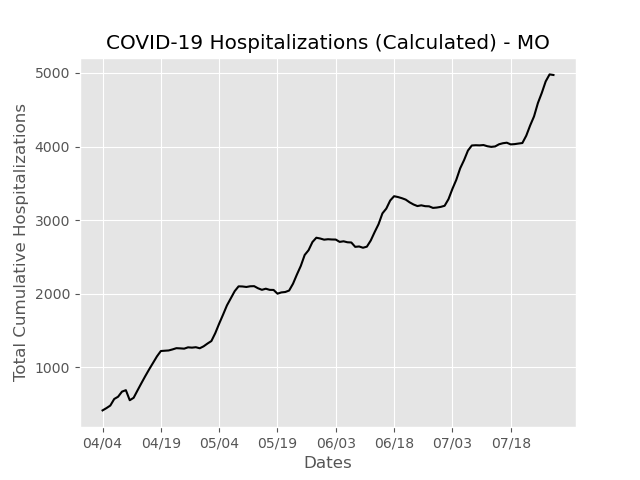 COVID-19 Hospitalizations (Calculated) - MO
Total Cumulative Hospitalizations
5000
4000
3000
2000
1000
04/04 04/19 05/04 05/19 06/03 06/18 07/03 07/18
Dates